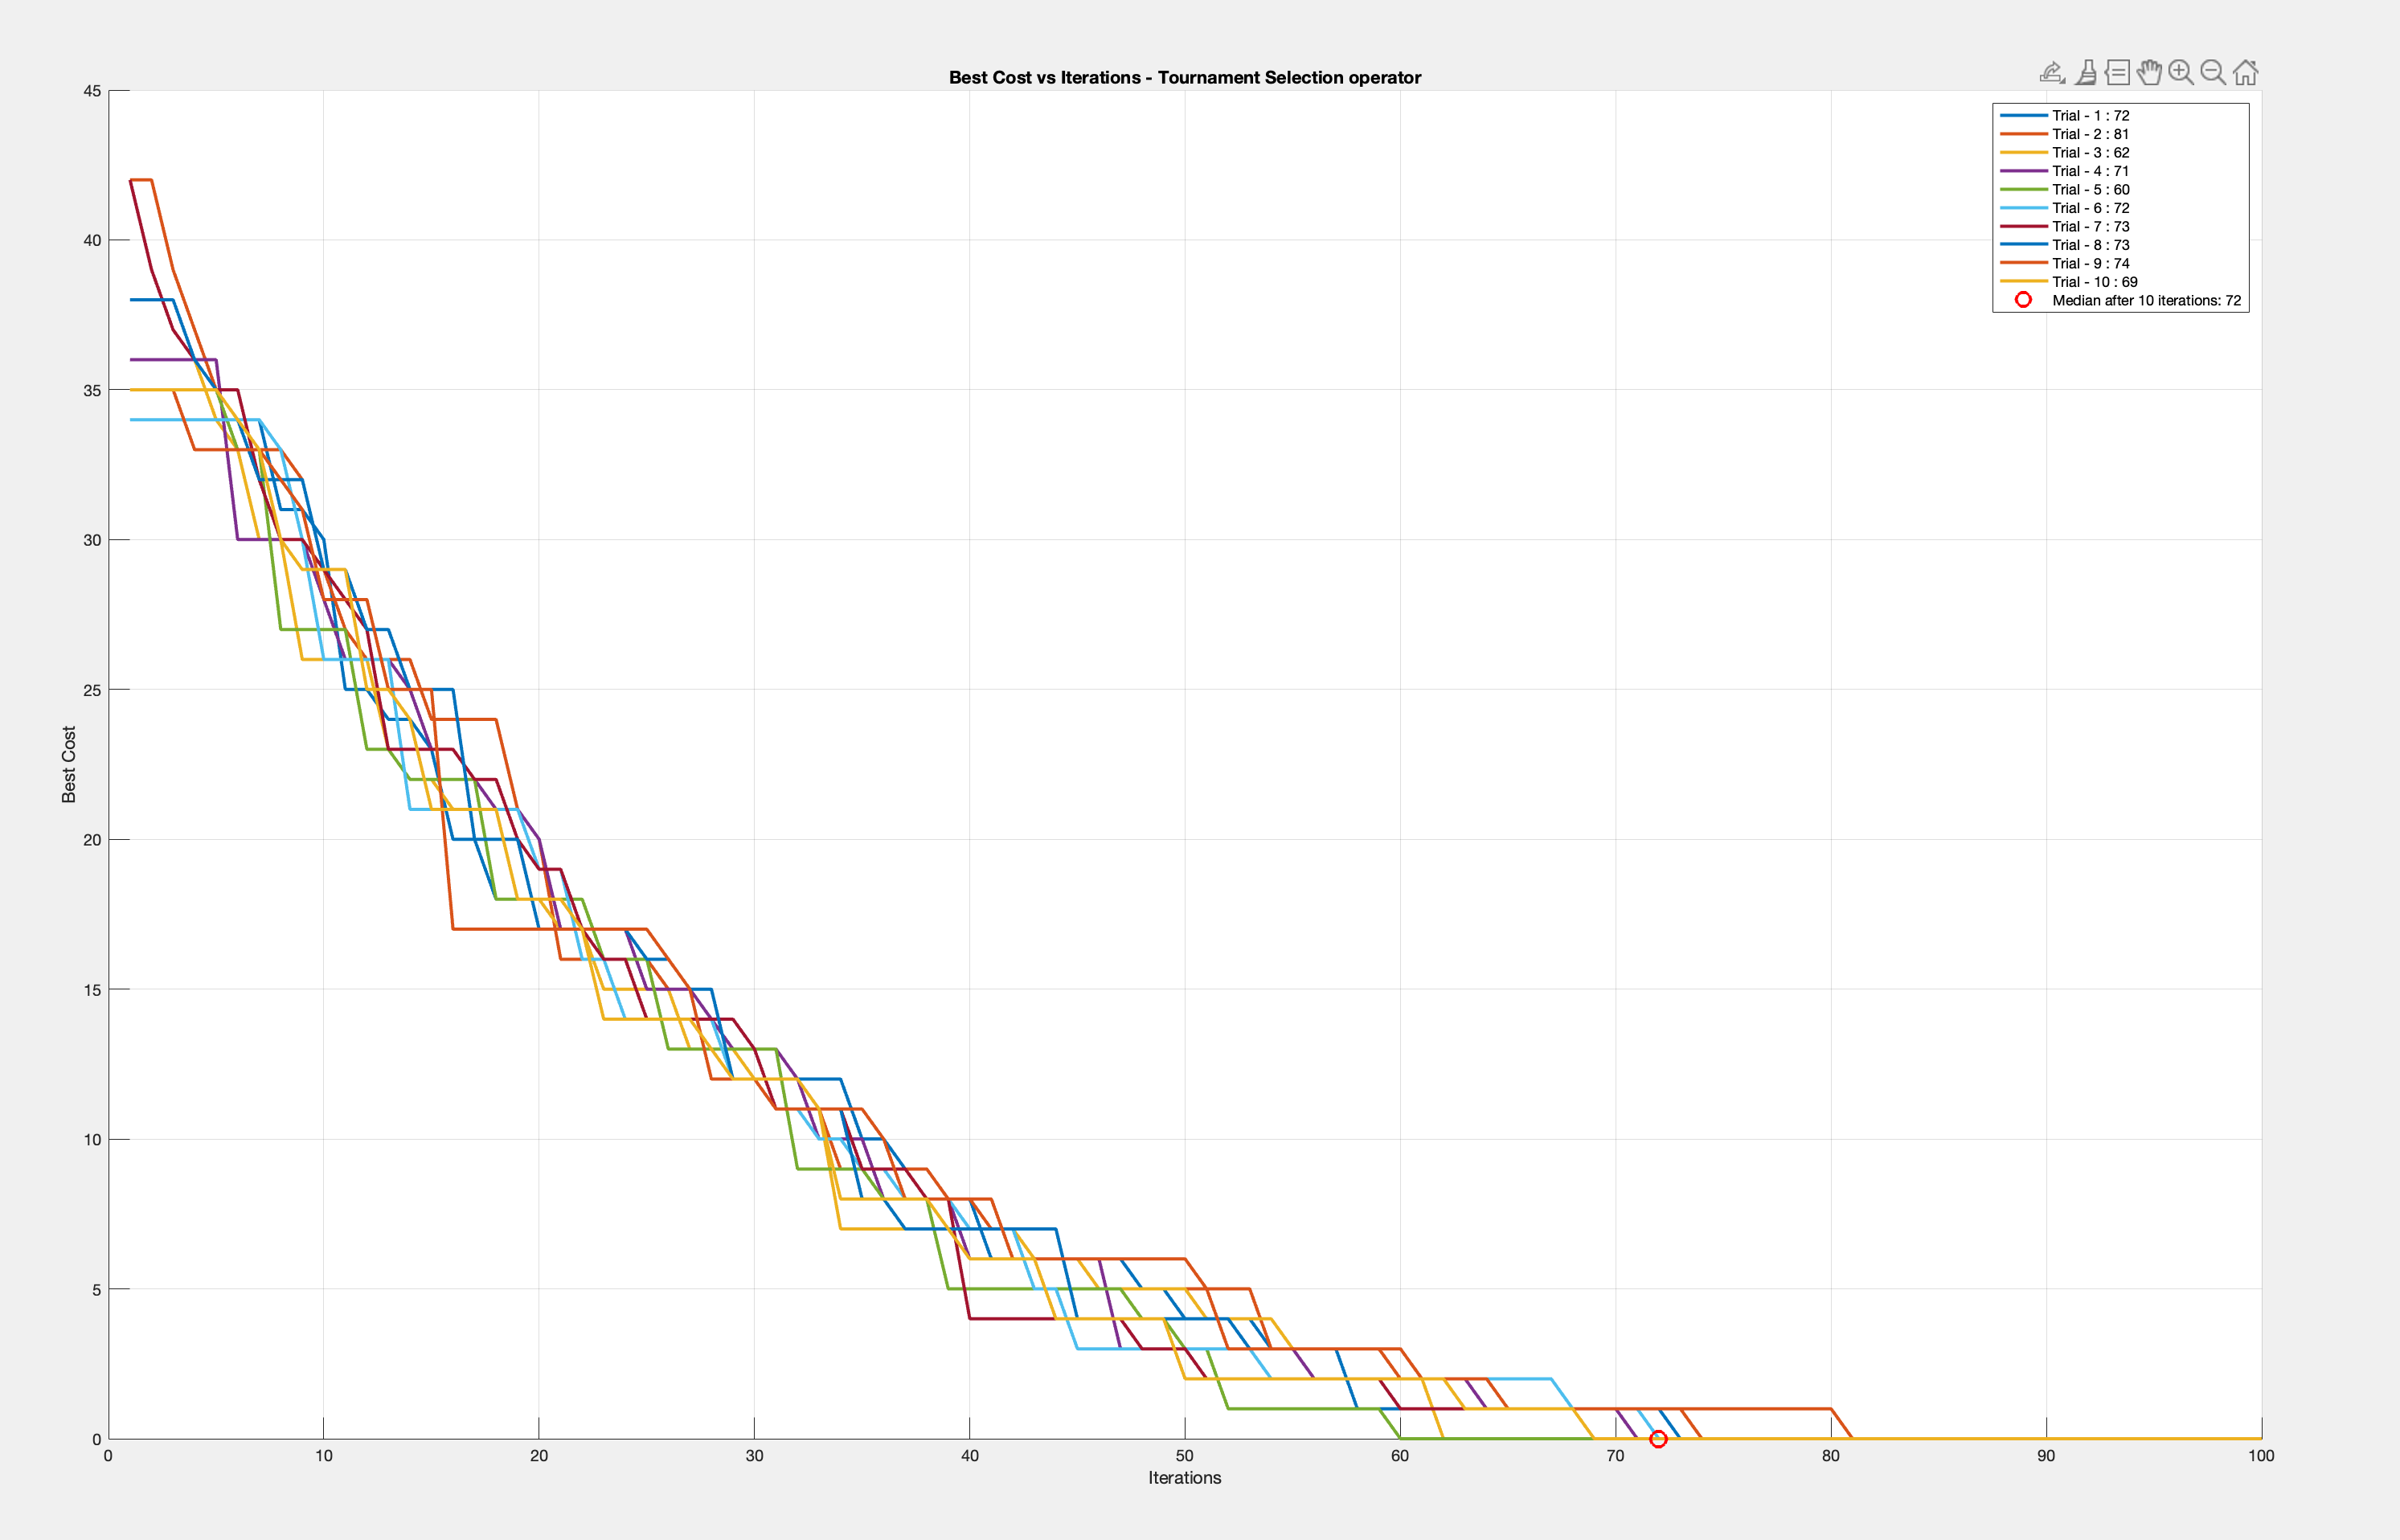 Best Cost vs Iterations - Tournament Selection operator
45
40
35
30
25
20
15
10
5
0
Best Cost
Trial - 1 : 72
Trial - 2 : 81
Trial - 3 : 62
Trial - 4 : 71
Trial - 5 : 60
Trial - 6 : 72
Trial - 7 : 73
Trial - 8 : 73
Trial - 9 : 74
Trial - 10 : 69
Median after 10 iterations: 72
0 10 20 30 40 50 60 70 80 90 100
Iterations